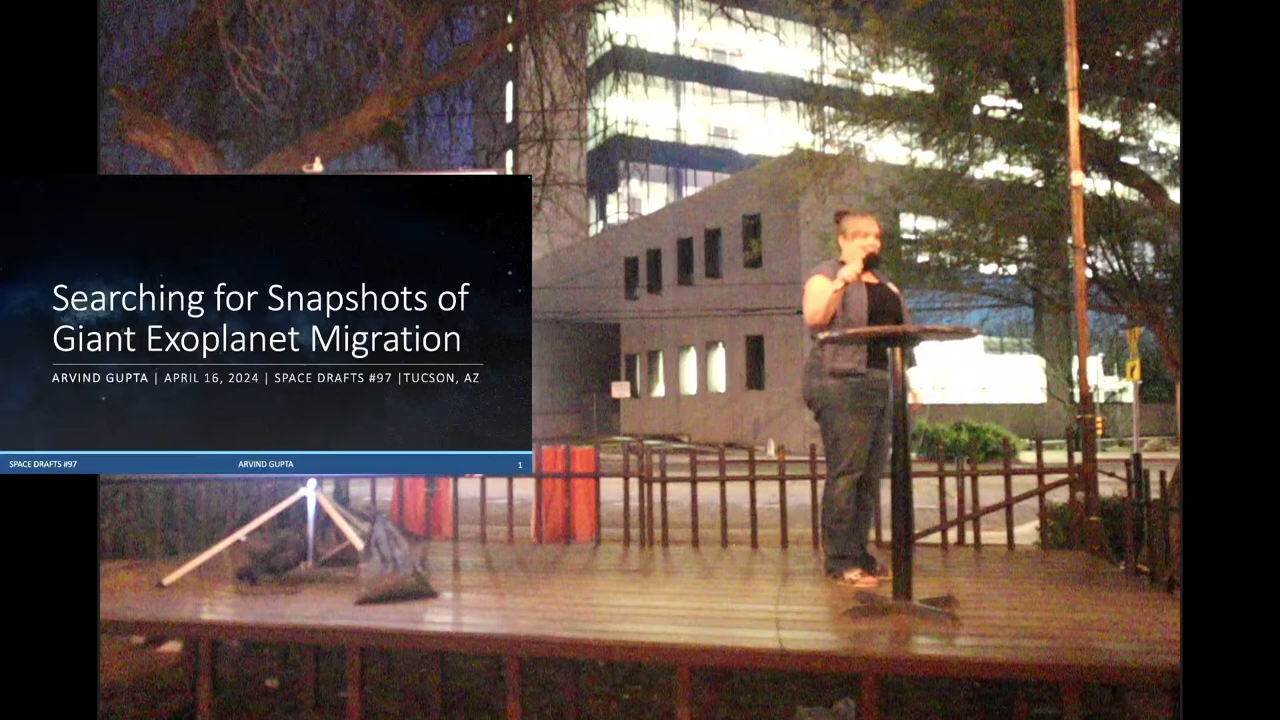 Searching for Snapshots of
Giant Exoplanet Migration
ARVIND GUPTA | APRIL 16, 2024 | SPACE DRAFTS #97 |TUCSON, AZ
SPACE DRAFTS #97 ARVIND GUPTA 1